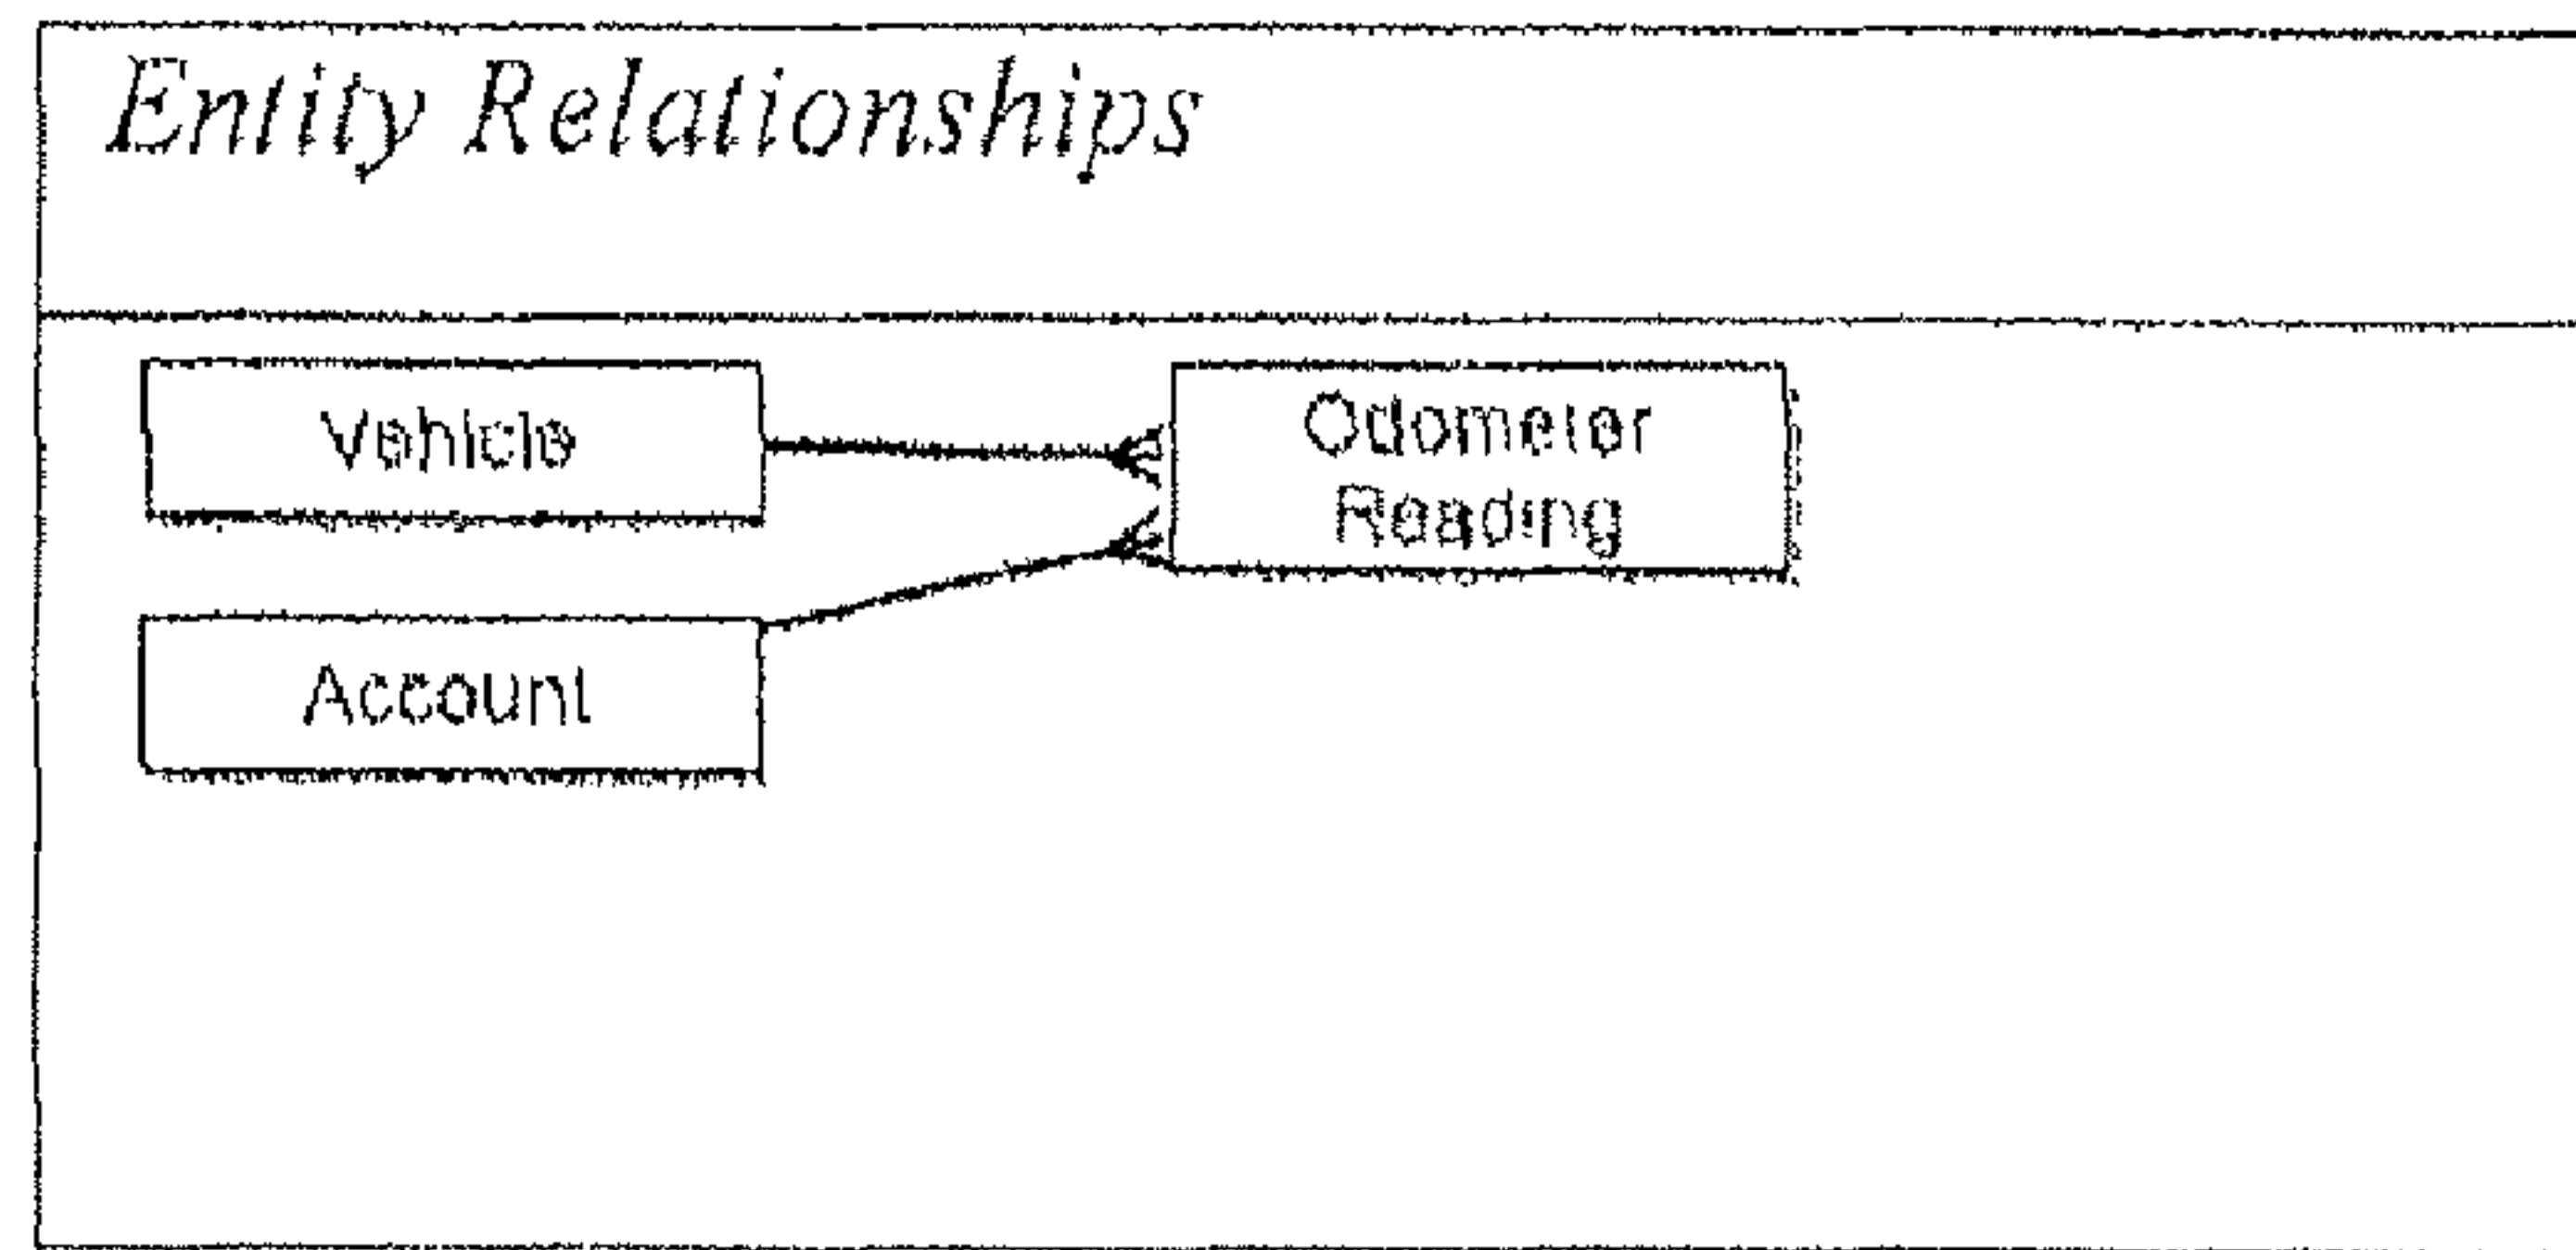 Entity Relationships
Vehicle
Odometer
Reading
Account